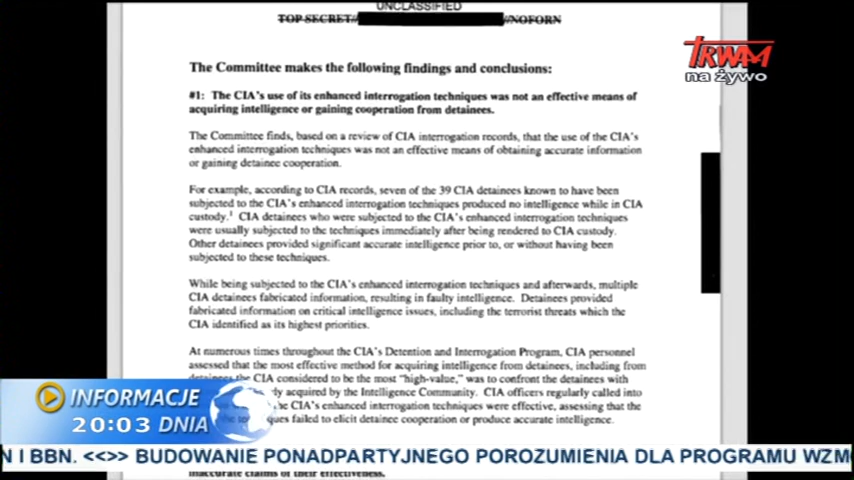 UNCLASSIFIED
TOP SECRET// //NOFORN
TRWAM
na żywo
The Committee makes the following findings and conclusions:
#1: The CIA's use of its enhanced interrogation techniques was not an effective means of
acquiring intelligence or gaining cooperation from detainees.
The Committee finds, based on a review of CIA interrogation records, that the use of the CIA's
enhanced interrogation techniques was not an effective means of obtaining accurate information
or gaining detainee cooperation.
For example, according to CIA records, seven of the 39 CIA detainees known to have been
subjected to the CIA's enhanced interrogation techniques produced no intelligence while in CIA
custody.¹ CIA detainees who were subjected to the CIA's enhanced interrogation techniques
were usually subjected to the techniques immediately after being rendered to CIA custody.
Other detainees provided significant accurate intelligence prior to, or without having been
subjected to these techniques.
While being subjected to the CIA's enhanced interrogation techniques and afterwards, multiple
CIA detainees fabricated information, resulting in faulty intelligence. Detainees provided
fabricated information on critical intelligence issues, including the terrorist threats which the
CIA identified as its highest priorities.
At numerous times throughout the CIA's Detention and Interrogation Program, CIA personnel
assessed that the most effective method for acquiring intelligence from detainees, including from
detainees the CIA considered to be the most "high-value," was to confront the detainees with
acquired by the Intelligence Community. CIA officers regularly called into
the CIA's enhanced interrogation techniques were effective, assessing that the
failed to elicit detainee cooperation or produce accurate intelligence.
INFORMACJE
20:03 DNIA
N I BBN. <<>> BUDOWANIE PONADPARTYJNEGO POROZUMIENIA DLA PROGRAMU WZM
inaccurate claims of their effectiveness.